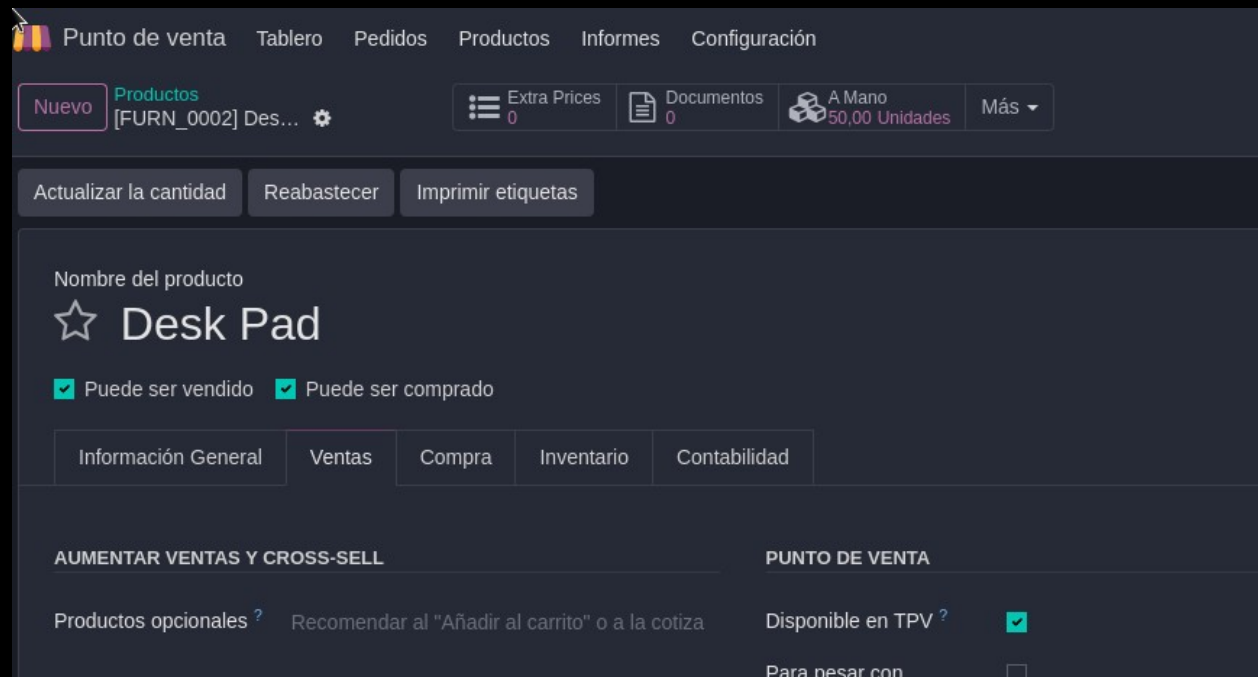 Punto de venta Tablero Pedidos Productos Informes Configuración
Nuevo
Productos
[FURN_0002] Des...
Extra Prices
0
Documentos
0
A Mano
50,00 Unidades
Más
Actualizar la cantidad Reabastecer Imprimir etiquetas
Nombre del producto
Desk Pad
Puede ser vendido Puede ser comprado
Información General Ventas Compra Inventario Contabilidad
AUMENTAR VENTAS Y CROSS-SELL
Productos opcionales ? Recomendar al "Añadir al carrito" o a la cotiza
PUNTO DE VENTA
Disponible en TPV ?
Para pesar con